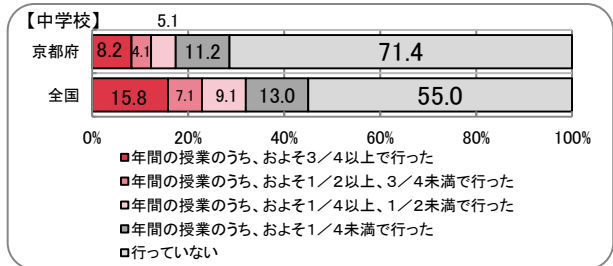 【中学校】 5.1
京都府 8.2 4.1 11.2 71.4
全国 15.8 7.1 9.1 13.0 55.0
0% 20% 40% 60% 80% 100%
■年間の授業のうち、およそ3／4以上で行った
■年間の授業のうち、およそ1／2以上、3／4未満で行った
■年間の授業のうち、およそ1／4以上、1／2未満で行った
■年間の授業のうち、およそ1／4未満で行った
□行っていない